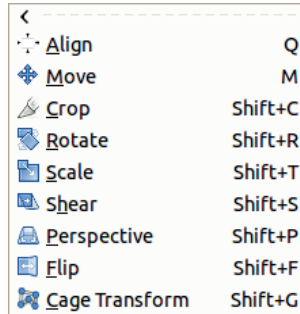 Align Q
Move M
Crop Shift+C
Rotate Shift+R
Scale Shift+T
Shear Shift+S
Perspective Shift+P
Flip Shift+F
Cage Transform Shift+G